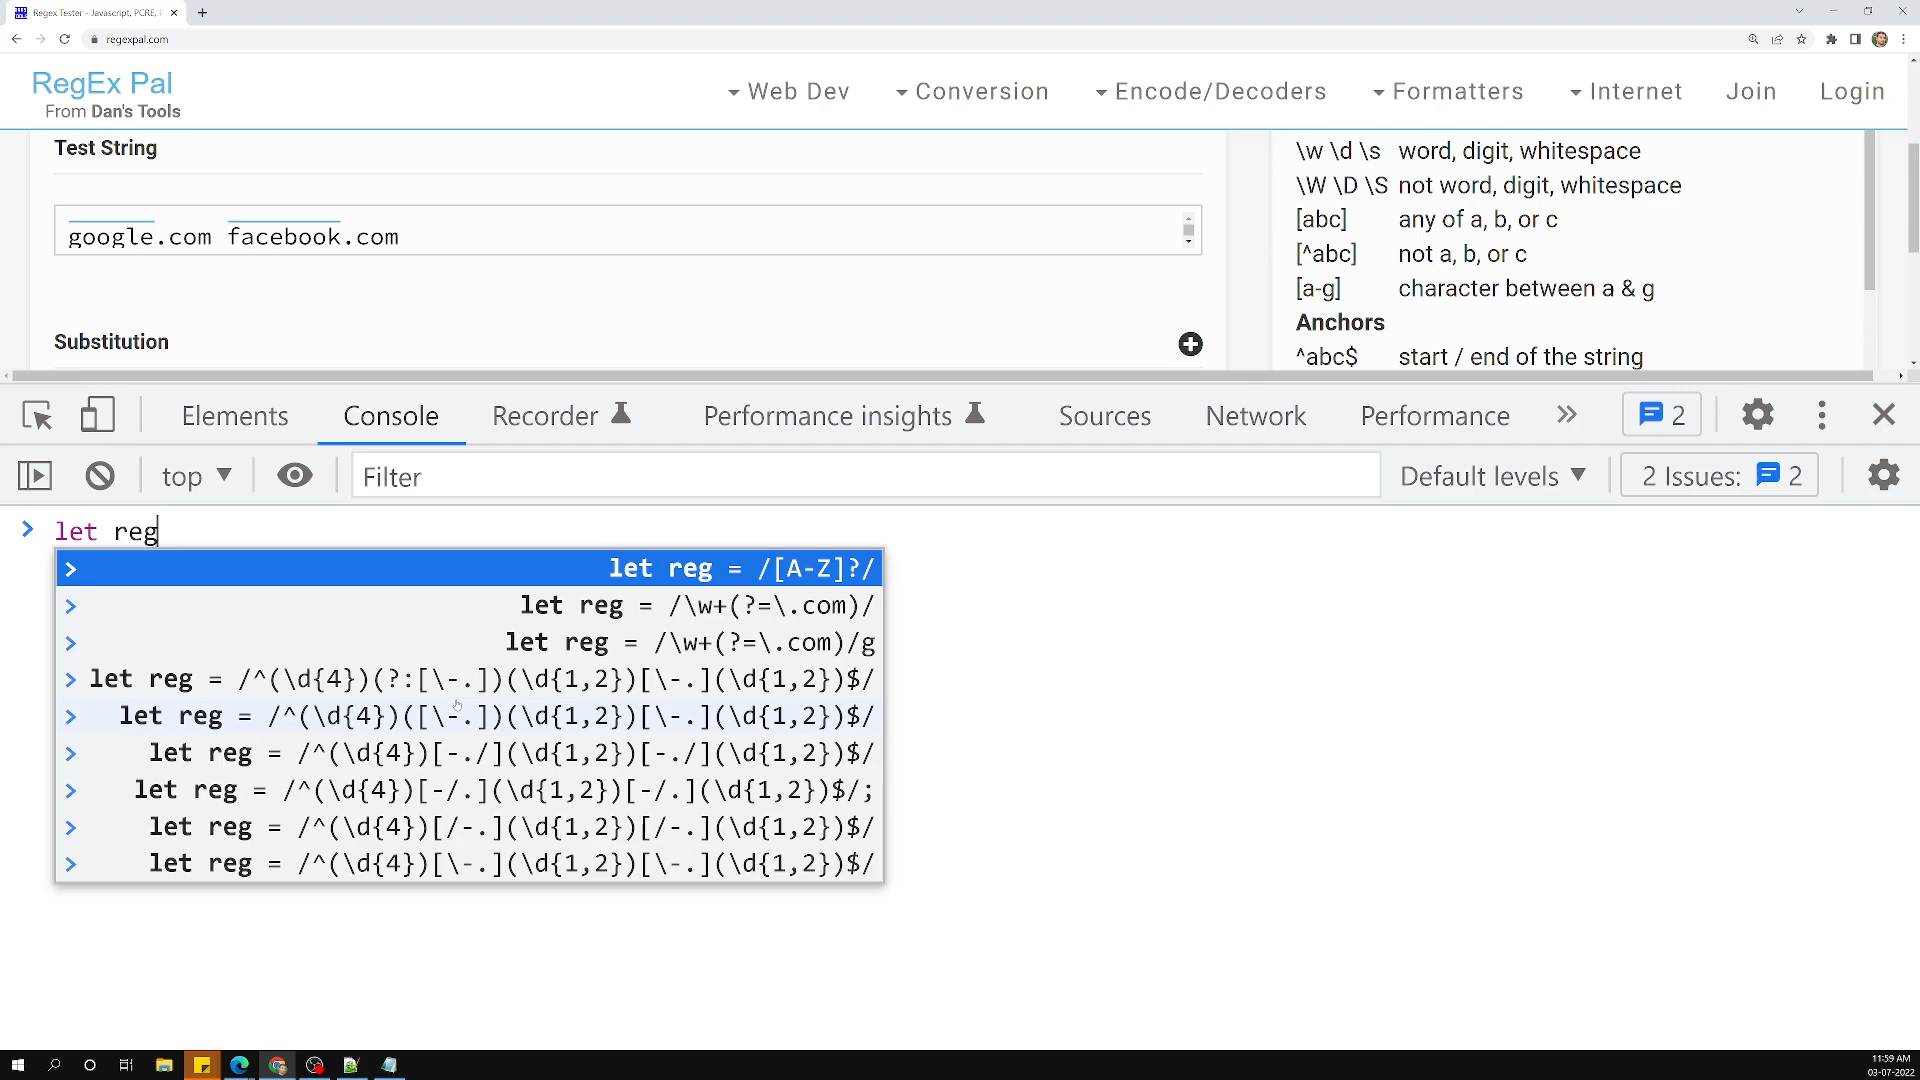 Regex Tester - Javascript, PCRE, P
regexpal.com
RegEx Pal
From Dan's Tools
Web Dev
Conversion
Encode/Decoders
Formatters
Internet
Join
Login
Test String
google.com facebook.com
Substitution
\w \d \s word, digit, whitespace
\W \D \S not word, digit, whitespace
[abc] any of a, b, or c
[^abc] not a, b, or c
[a-g] character between a & g
Anchors
^abc$ start / end of the string
Elements
Console
Recorder
Performance insights
Sources
Network
Performance
2
top
Filter
Default levels
2 Issues: 2
> let reg
> let reg = /[A-Z]?/
> let reg = /\w+(?=\.com)/
> let reg = /\w+(?=\.com)/g
> let reg = /^(\d{4})(?:[\-.])(\d{1,2})[\-.](\d{1,2})$/
> let reg = /^(\d{4})([\-.])(\d{1,2})[\-.](\d{1,2})$/
> let reg = /^(\d{4})[-./](\d{1,2})[-./](\d{1,2})$/
> let reg = /^(\d{4})[-/.](\d{1,2})[-/.](\d{1,2})$/;
> let reg = /^(\d{4})[/-.](\d{1,2})[/-.](\d{1,2})$/
> let reg = /^(\d{4})[\-.](\d{1,2})[\-.](\d{1,2})$/
11:59 AM
03-07-2022